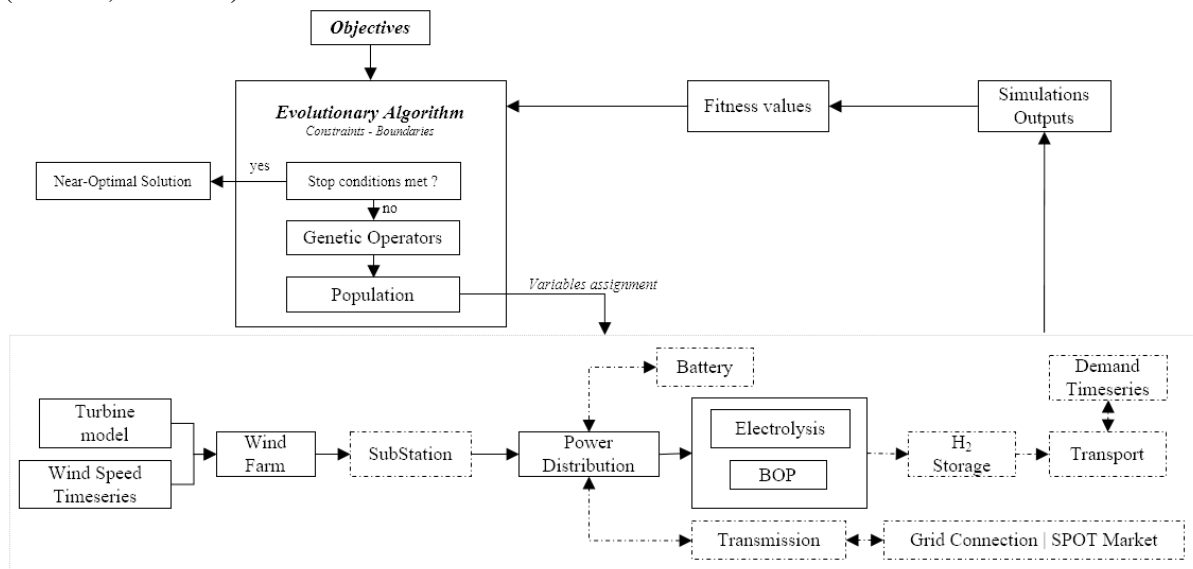 Objectives
Evolutionary Algorithm
Constraints - Boundaries
Fitness values
Simulations
Outputs
yes
Near-Optimal Solution
Stop conditions met ?
no
Genetic Operators
Population
Variables assignment
Battery
Demand
Timeseries
Turbine
model
Wind Speed
Timeseries
Wind
Farm
SubStation
Power
Distribution
Electrolysis
BOP
H₂
Storage
Transport
Transmission
Grid Connection | SPOT Market